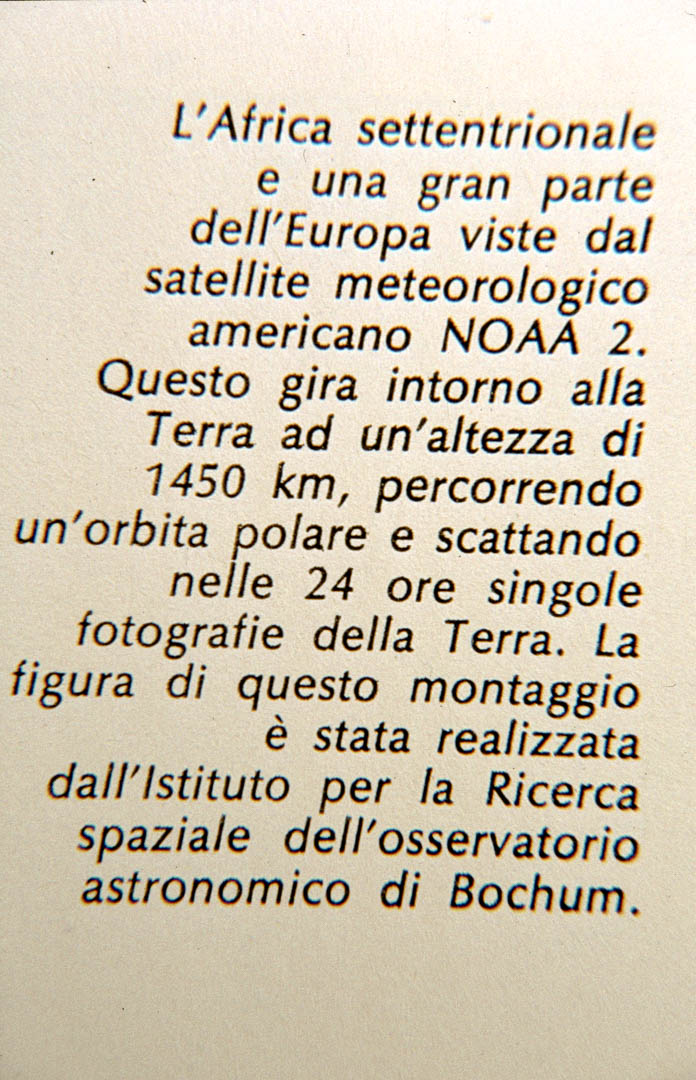 L'Africa settentrionale
e una gran parte
dell'Europa viste dal
satellite meteorologico
americano NOAA 2.
Questo gira intorno alla
Terra ad un'altezza di
1450 km, percorrendo
un'orbita polare e scattando
nelle 24 ore singole
fotografie della Terra. La
figura di questo montaggio
è stata realizzata
dall'Istituto per la Ricerca
spaziale dell'osservatorio
astronomico di Bochum.